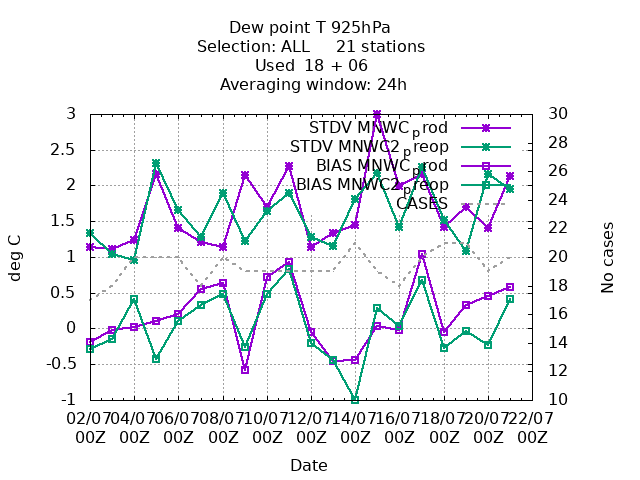 Dew point T 925hPa
Selection: ALL 21 stations
Used 18 + 06
Averaging window: 24h
3
2.5
2
1.5
1
0.5
0
-0.5
-1
deg C
30
28
26
24
22
20
18
16
14
12
10
No cases
STDV MNWC_prod
STDV MNWC2_preop
BIAS MNWC_prod
BIAS MNWC2_preop
CASES
02/07 04/07 06/07 08/07 10/07 12/07 14/07 16/07 18/07 20/07 22/07
00Z 00Z 00Z 00Z 00Z 00Z 00Z 00Z 00Z 00Z 00Z
Date